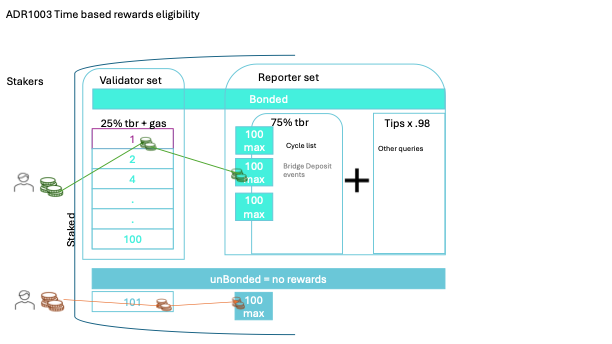 ADR1003 Time based rewards eligibility
Stakers
Validator set
Reporter set
Bonded
25% tbr + gas
75% tbr
Tips x .98
1
2
4
.
.
100
100
max
Cycle list
Other queries
100
max
Bridge Deposit
events
100
max
+
Staked
unBonded = no rewards
101
100
max